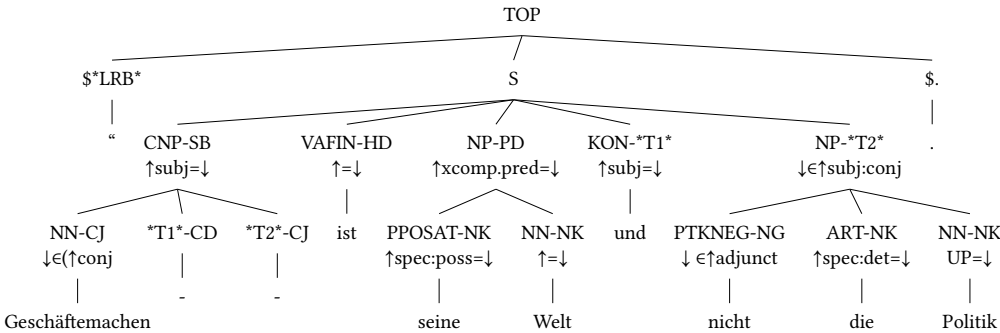 TOP
$*LRB* S $.
“ CNP-SB VAFIN-HD NP-PD KON-*T1* NP-*T2* .
↑subj=↓ ↑=↓ ↑xcomp.pred=↓ ↑subj=↓ ↓∈↑subj:conj
NN-CJ *T1*-CD *T2*-CJ ist PPOSAT-NK NN-NK und PTKNEG-NG ART-NK NN-NK
↓∈(↑conj ↑spec:poss=↓ ↑=↓ ↓ ∈↑adjunct ↑spec:det=↓ UP=↓
- -
Geschäftemachen seine Welt nicht die Politik